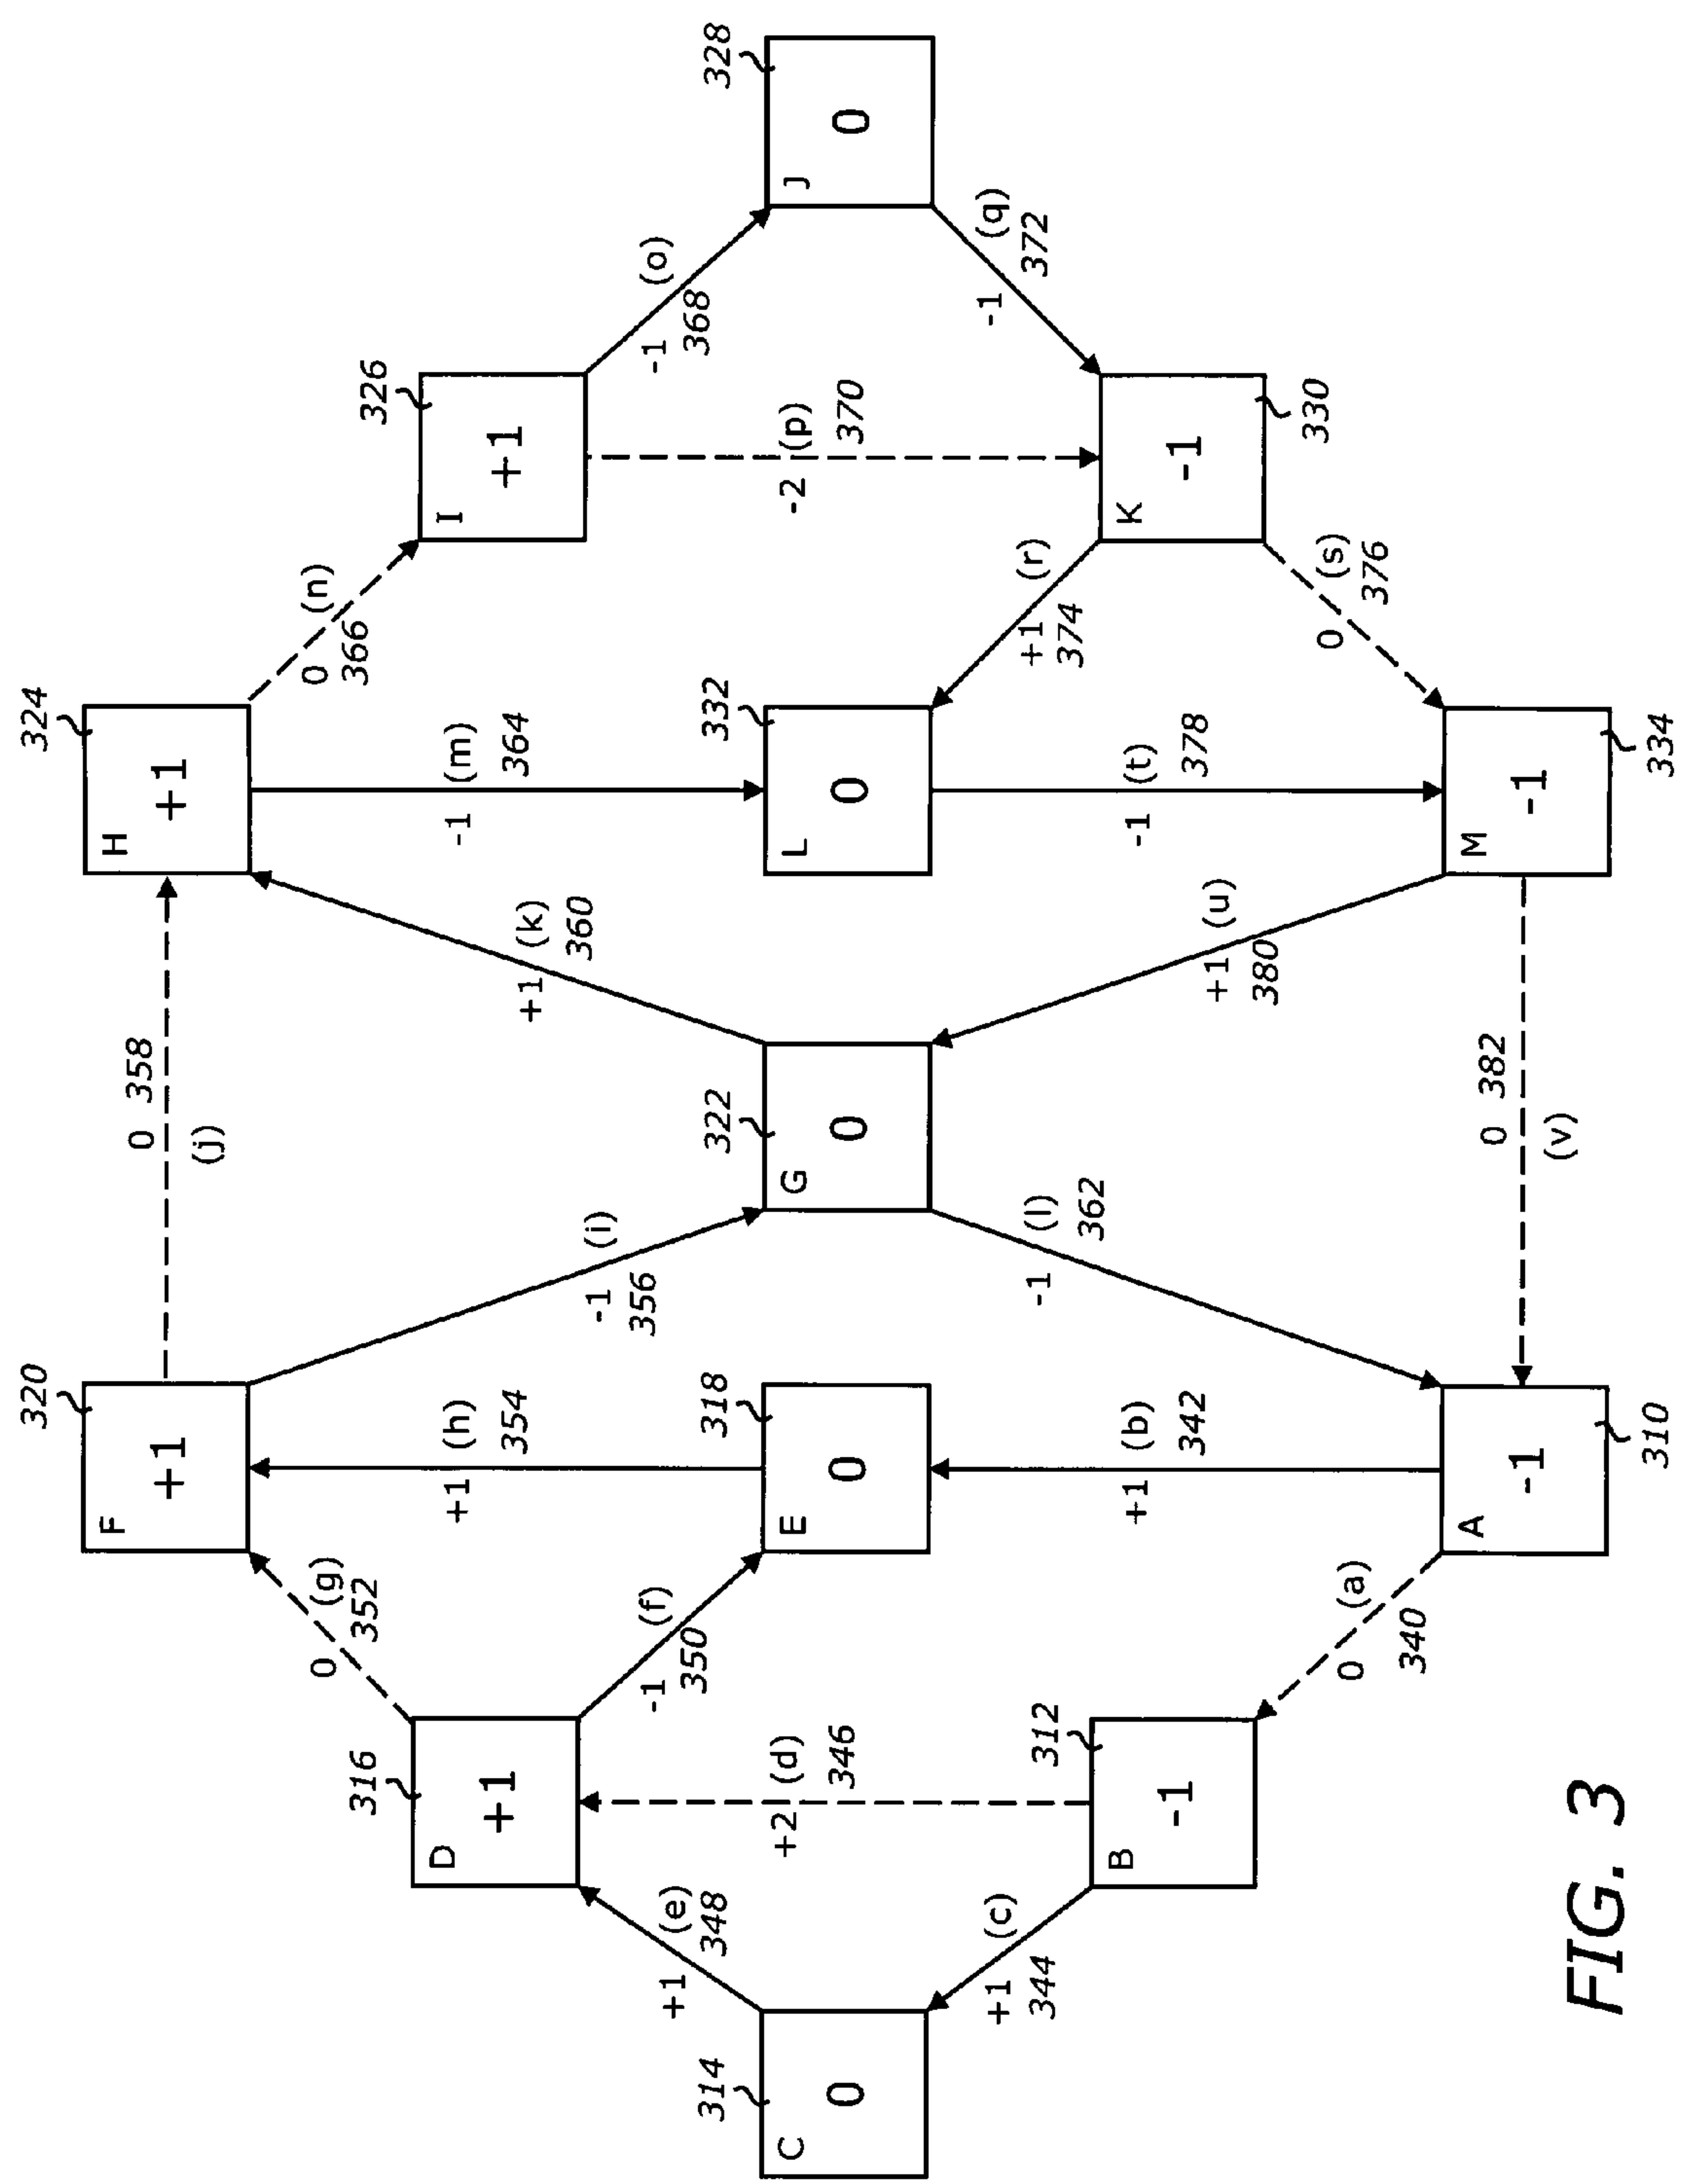 328
J
0
(q)
372
-1
(o)
-1
368
326
I
+1
-2 (p)
370
330
K
-1
(n)
0
366
(r)
+1
374
(s)
0
376
324
H
+1
-1 (m)
364
332
L
0
-1 (t)
378
334
M
-1
+1 (k)
360
+1 (u)
380
0 358
(j)
322
G
0
0 382
(v)
-1 (i)
356
-1 (l)
362
320
F
+1
+1 (h)
354
318
E
0
+1 (b)
342
310
A
-1
0 (g)
352
-1 (f)
350
0 (a)
340
316
D
+1
+2 (d)
346
312
B
-1
+1 (e)
348
+1 (c)
344
314
C
0
FIG. 3